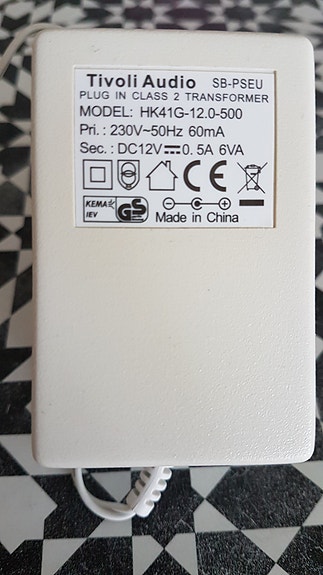 Tivoli Audio SB-PSEU
PLUG IN CLASS 2 TRANSFORMER
MODEL: HK41G-12.0-500
Pri. : 230V~50Hz 60mA
Sec. : DC12V⎓0. 5A 6VA
CE
KEMA
IEV
GS
Made in China